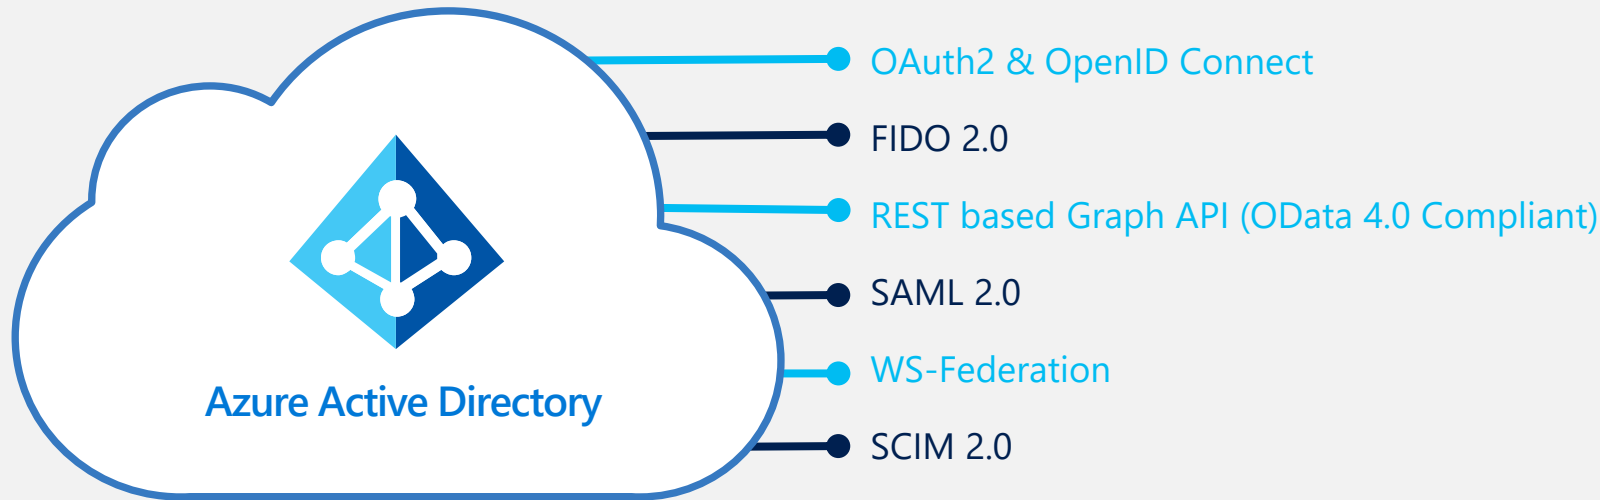 OAuth2 & OpenID Connect
FIDO 2.0
REST based Graph API (OData 4.0 Compliant)
SAML 2.0
WS-Federation
SCIM 2.0
Azure Active Directory